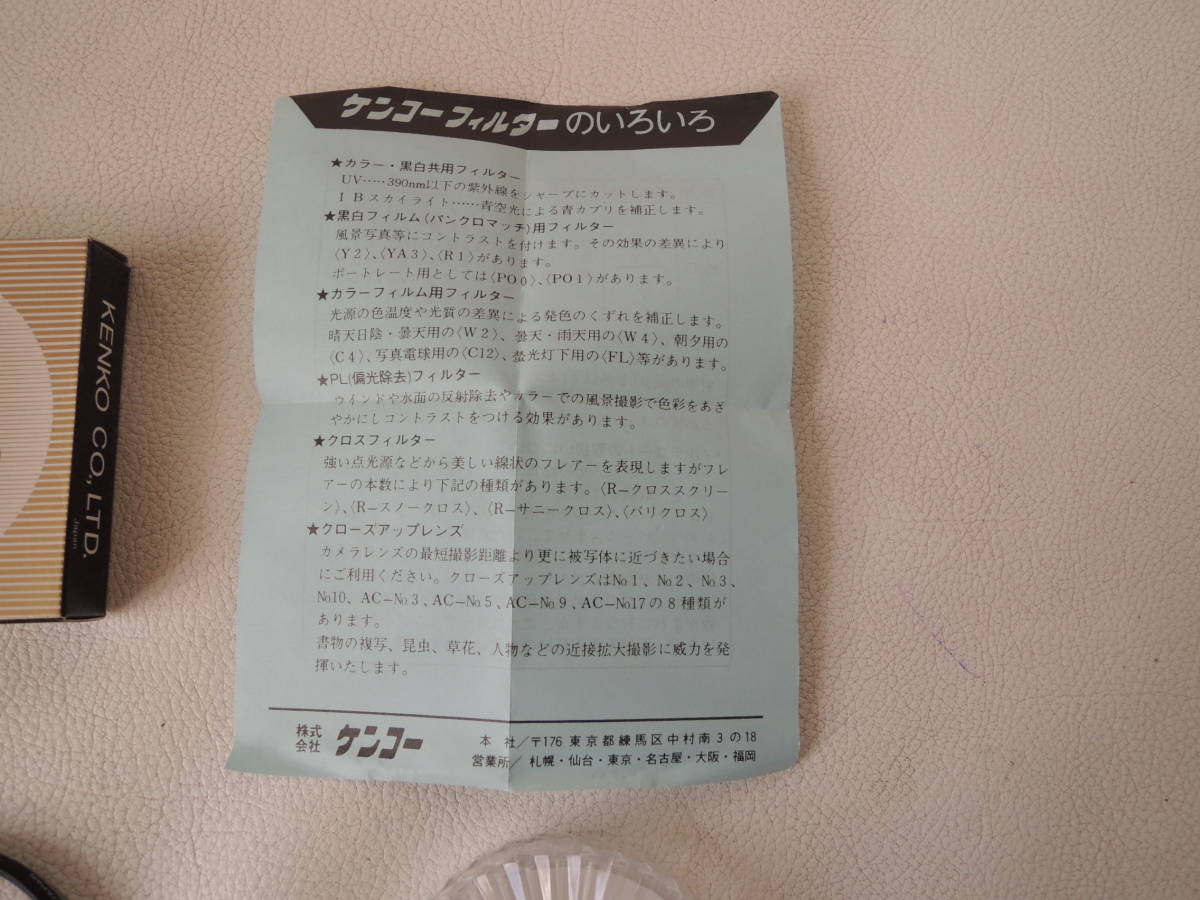 ケンコーフィルターのいろいろ
★カラー・黒白共用フィルター
UV……390nm以下の紫外線をシャープにカットします。
IBスカイライト……青空光による青カブリを補正します。
★黒白フィルム(パンクロマッチ)用フィルター
風景写真等にコントラストを付けます。その効果の差異により
〈Y2〉、〈YA3〉、〈R1〉があります。
ポートレート用としては〈PO0〉、〈PO1〉があります。
★カラーフィルム用フィルター
光源の色温度や光質の差異による発色のくずれを補正します。
晴天日陰・曇天用の〈W2〉、曇天・雨天用の〈W4〉、朝夕用の
〈C4〉、写真電球用の〈C12〉、螢光灯下用の〈FL〉等があります。
★PL(偏光除去)フィルター
ウインドや水面の反射除去やカラーでの風景撮影で色彩をあざ
やかにしコントラストをつける効果があります。
★クロスフィルター
強い点光源などから美しい線状のフレアーを表現しますがフレ
アーの本数により下記の種類があります。〈R—クロススクリー
ン〉、〈R—スノークロス〉、〈R—サニークロス〉、〈バリクロス〉
★クローズアップレンズ
カメラレンズの最短撮影距離より更に被写体に近づきたい場合
にご利用ください。クローズアップレンズは№1、№2、№3、
№10、AC—№3、AC—№5、AC—№9、AC—№17の8種類が
あります。
書物の複写、昆虫、草花、人物などの近接拡大撮影に威力を発
揮いたします。
株式会社 ケンコー
本社/〒176 東京都練馬区中村南3の18
営業所/札幌・仙台・東京・名古屋・大阪・福岡
KENKO CO., LTD.
Japan